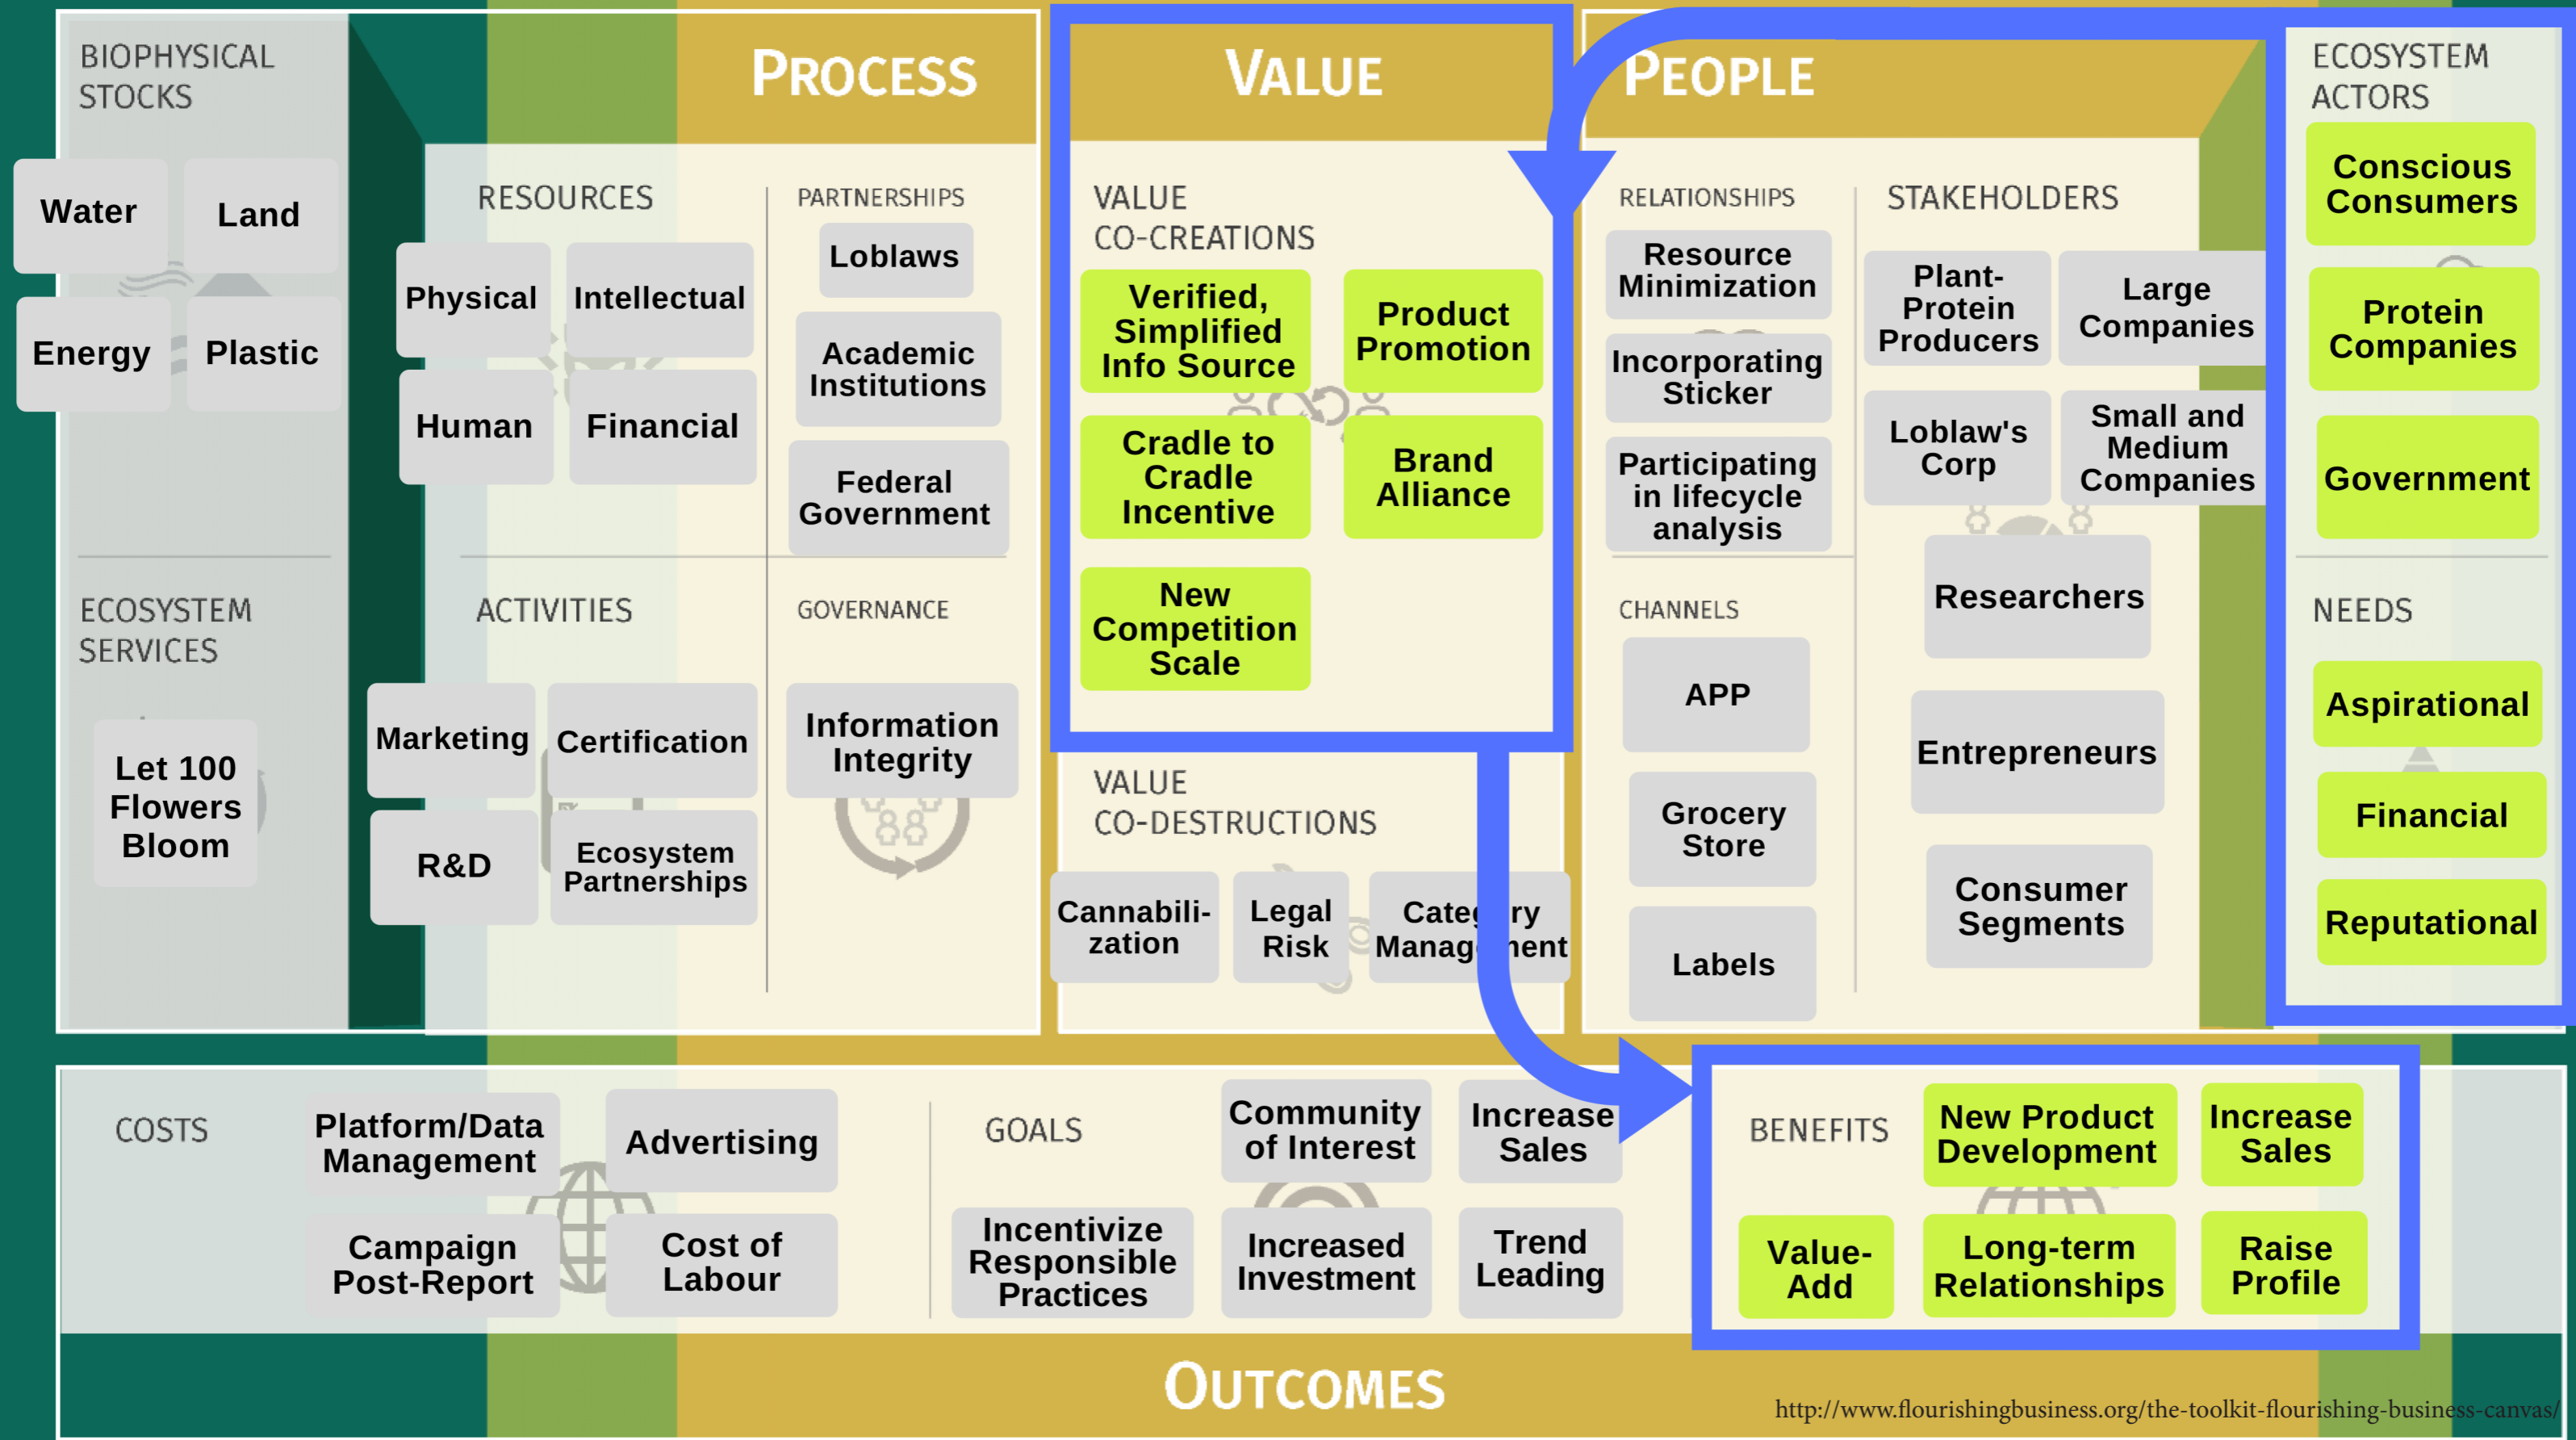 BIOPHYSICAL
STOCKS
Water
Land
Energy
Plastic
ECOSYSTEM
SERVICES
Let 100
Flowers
Bloom
PROCESS
RESOURCES
Physical
Intellectual
Human
Financial
PARTNERSHIPS
Loblaws
Academic
Institutions
Federal
Government
ACTIVITIES
Marketing
Certification
R&D
Ecosystem
Partnerships
GOVERNANCE
Information
Integrity
VALUE
VALUE
CO-CREATIONS
Verified,
Simplified
Info Source
Product
Promotion
Cradle to
Cradle
Incentive
Brand
Alliance
New
Competition
Scale
VALUE
CO-DESTRUCTIONS
Cannabili-
zation
Legal
Risk
Category
Management
PEOPLE
RELATIONSHIPS
Resource
Minimization
Incorporating
Sticker
Participating
in lifecycle
analysis
CHANNELS
APP
Grocery
Store
Labels
STAKEHOLDERS
Plant-
Protein
Producers
Large
Companies
Loblaw's
Corp
Small and
Medium
Companies
Researchers
Entrepreneurs
Consumer
Segments
ECOSYSTEM
ACTORS
Conscious
Consumers
Protein
Companies
Government
NEEDS
Aspirational
Financial
Reputational
COSTS
Platform/Data
Management
Advertising
Campaign
Post-Report
Cost of
Labour
GOALS
Community
of Interest
Increase
Sales
Incentivize
Responsible
Practices
Increased
Investment
Trend
Leading
BENEFITS
New Product
Development
Increase
Sales
Value-
Add
Long-term
Relationships
Raise
Profile
OUTCOMES
http://www.flourishingbusiness.org/the-toolkit-flourishing-business-canvas/